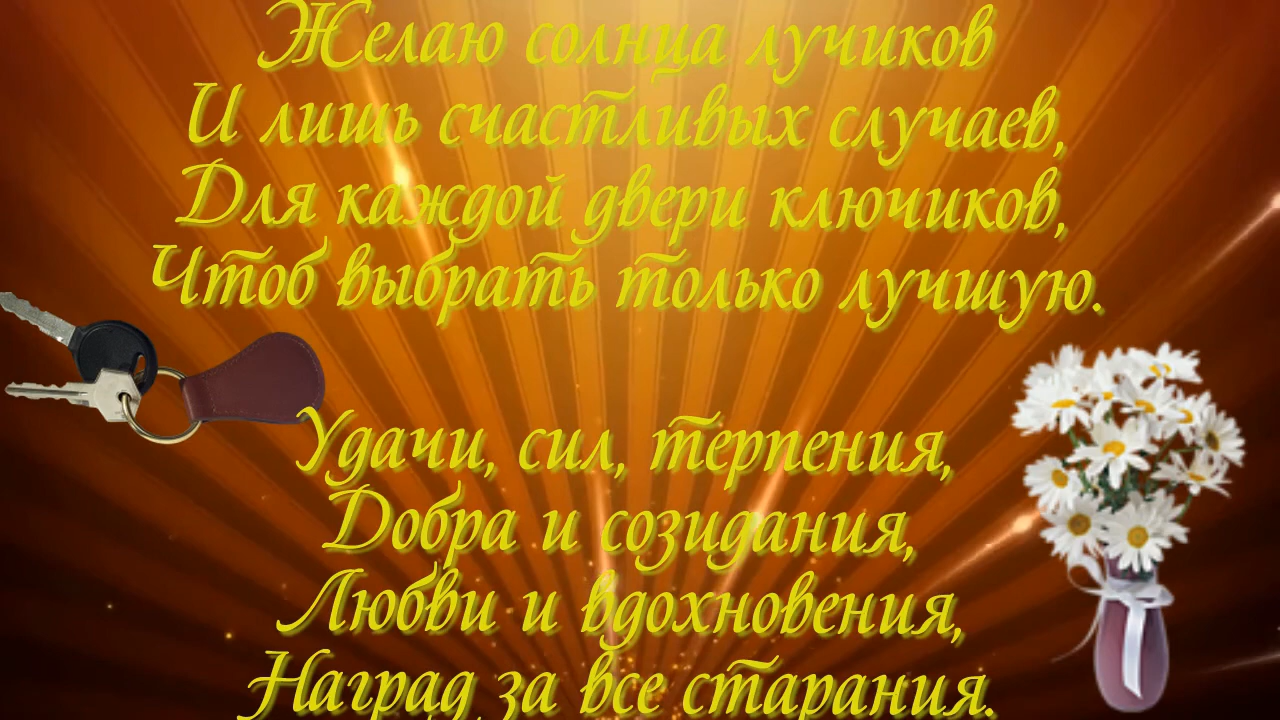 Желаю солнца лучиков
И лишь счастливых случаев,
Для каждой двери ключиков,
Чтоб выбрать только лучшую.
Удачи, сил, терпения,
Добра и созидания,
Любви и вдохновения,
Наград за все старания.